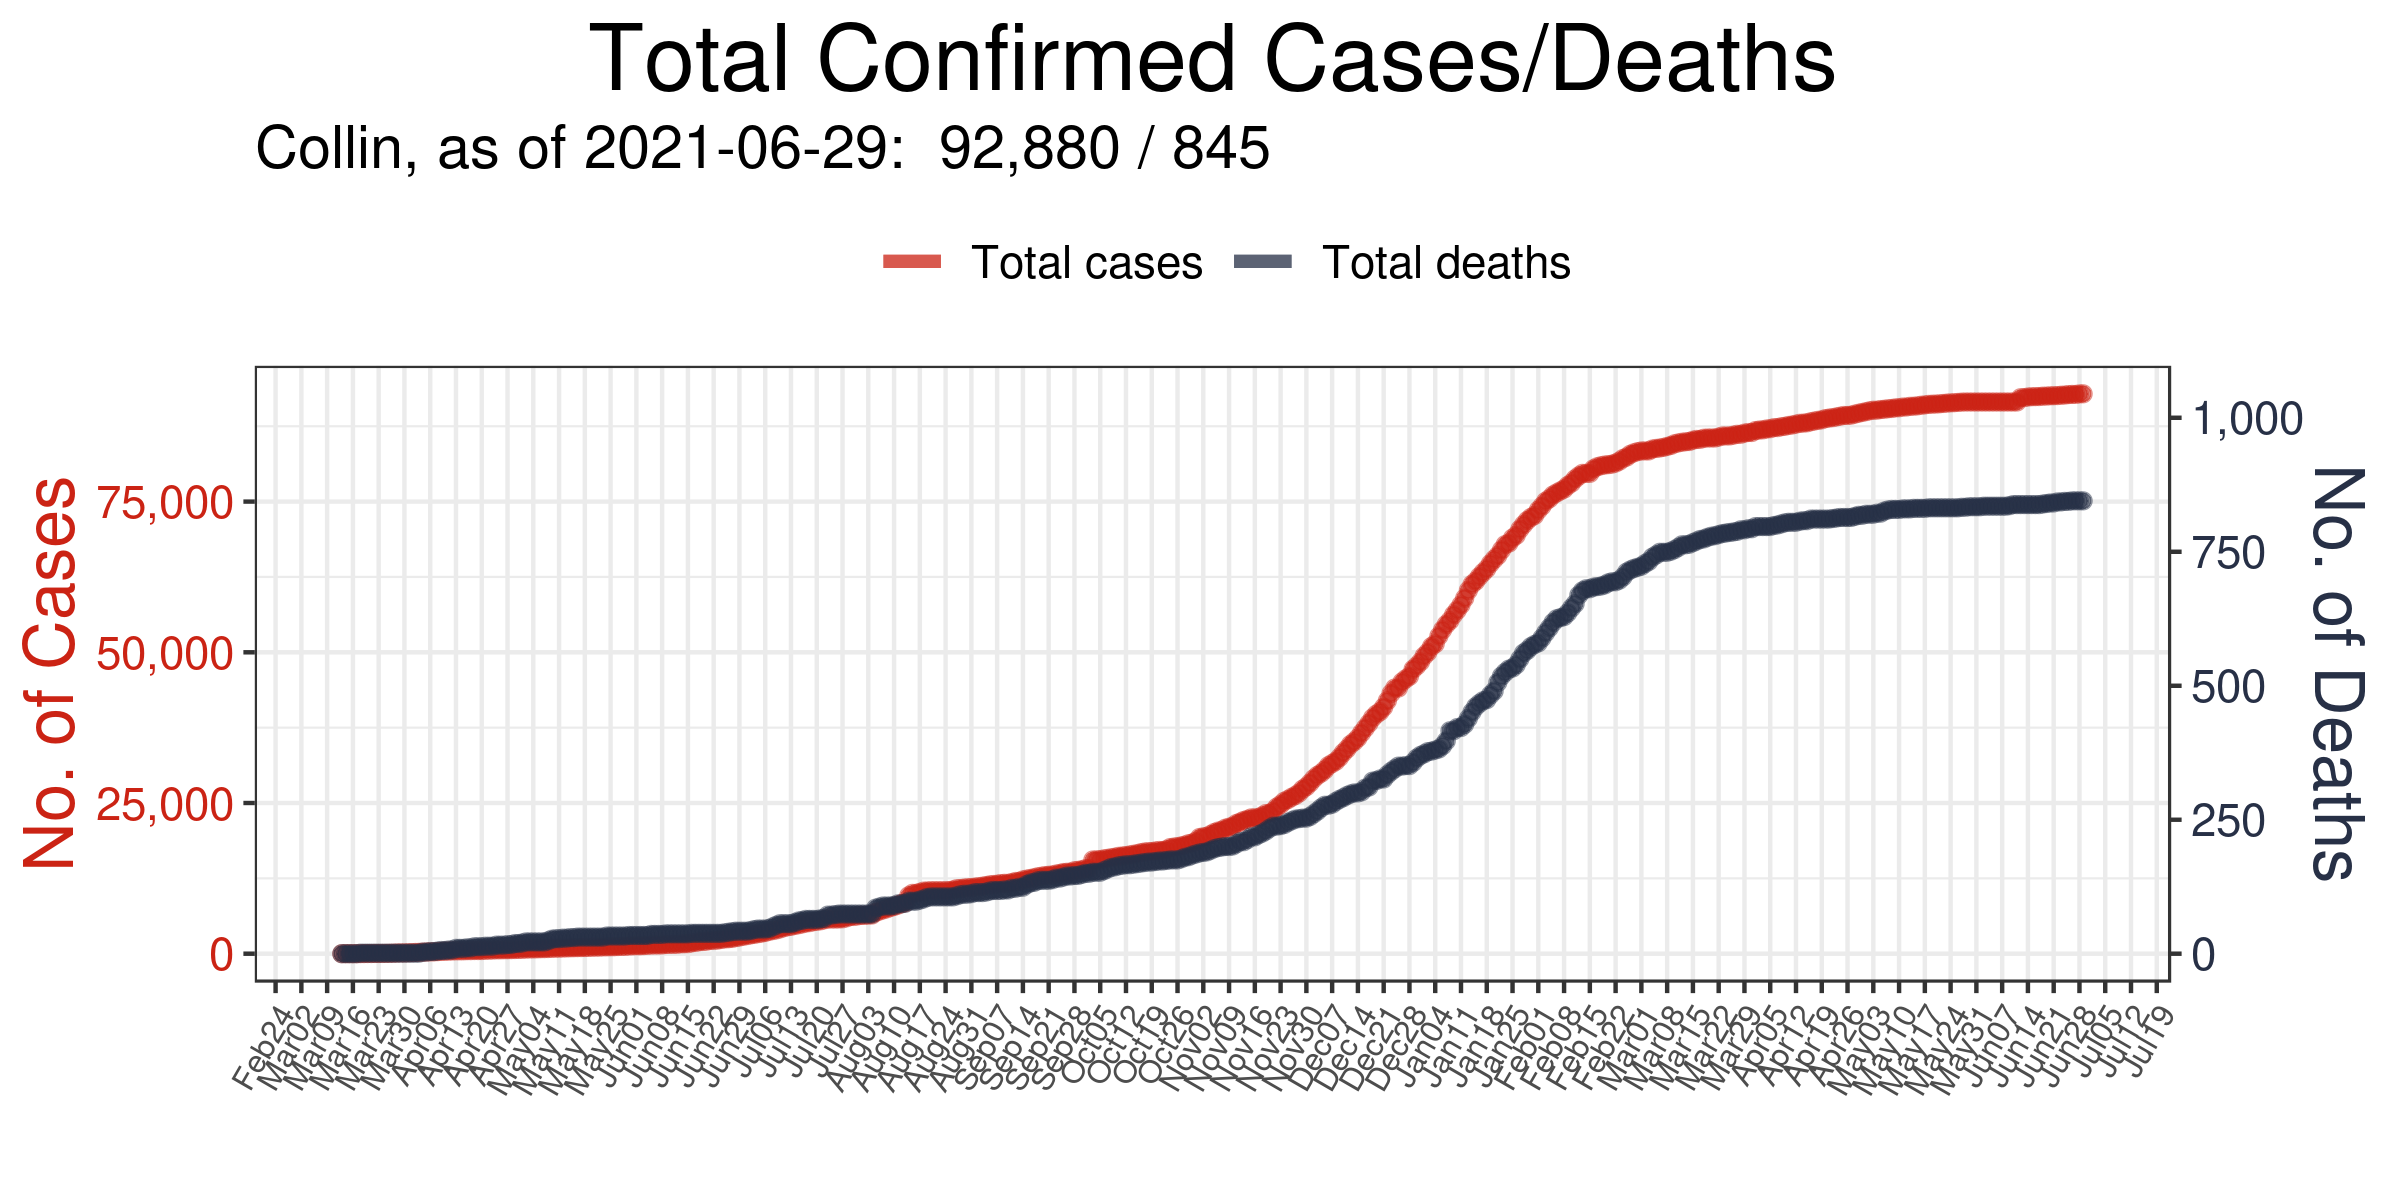 Total Confirmed Cases/Deaths
Collin, as of 2021-06-29:  92,880 / 845
Total cases
Total deaths
No. of Cases
75,000
50,000
25,000
0
1,000
750
500
250
0
No. of Deaths
Feb24
Mar02
Mar09
Mar16
Mar23
Mar30
Apr06
Apr13
Apr20
Apr27
May04
May11
May18
May25
Jun01
Jun08
Jun15
Jun22
Jun29
Jul06
Jul13
Jul20
Jul27
Aug03
Aug10
Aug17
Aug24
Aug31
Sep07
Sep14
Sep21
Sep28
Oct05
Oct12
Oct19
Oct26
Nov02
Nov09
Nov16
Nov23
Nov30
Dec07
Dec14
Dec21
Dec28
Jan04
Jan11
Jan18
Jan25
Feb01
Feb08
Feb15
Feb22
Mar01
Mar08
Mar15
Mar22
Mar29
Apr05
Apr12
Apr19
Apr26
May03
May10
May17
May24
May31
Jun07
Jun14
Jun21
Jun28
Jul05
Jul12
Jul19